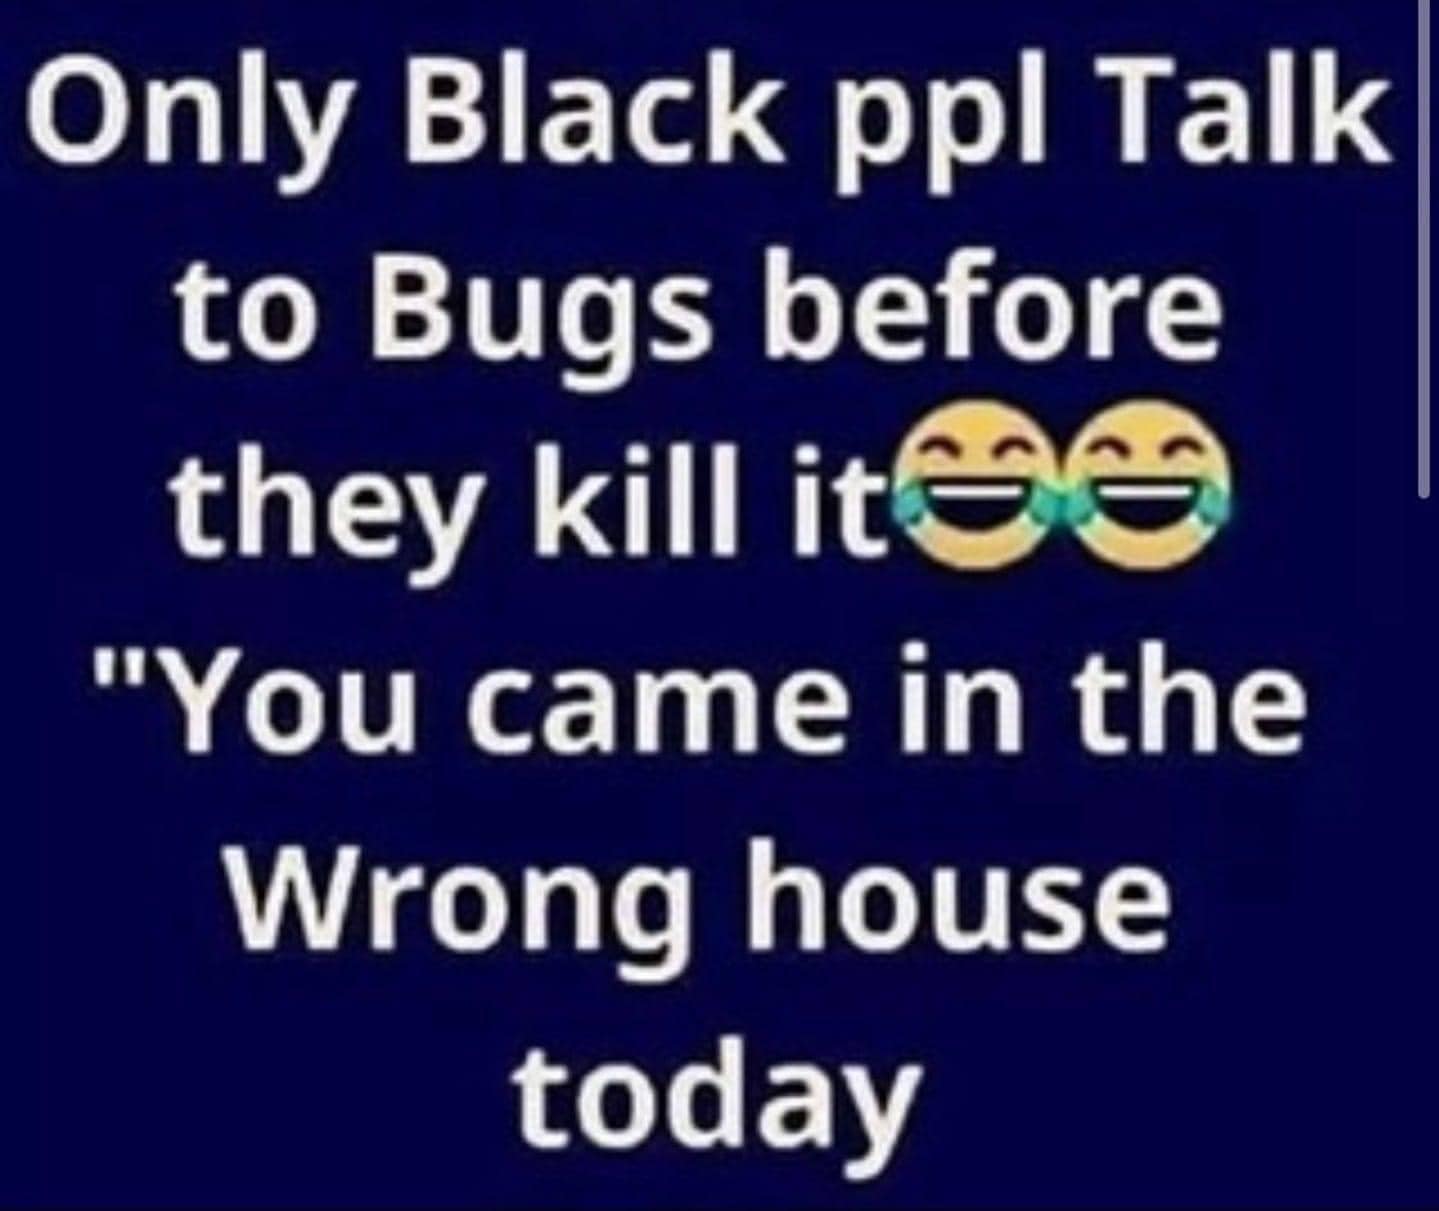 Only Black ppl Talk
to Bugs before
they kill it😂😂
"You came in the
Wrong house
today